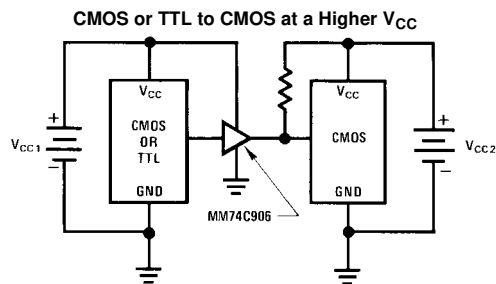 CMOS or TTL to CMOS at a Higher VCC
VCC
CMOS
OR
TTL
GND
+
VCC1
−
MM74C906
VCC
CMOS
GND
+
VCC2
−